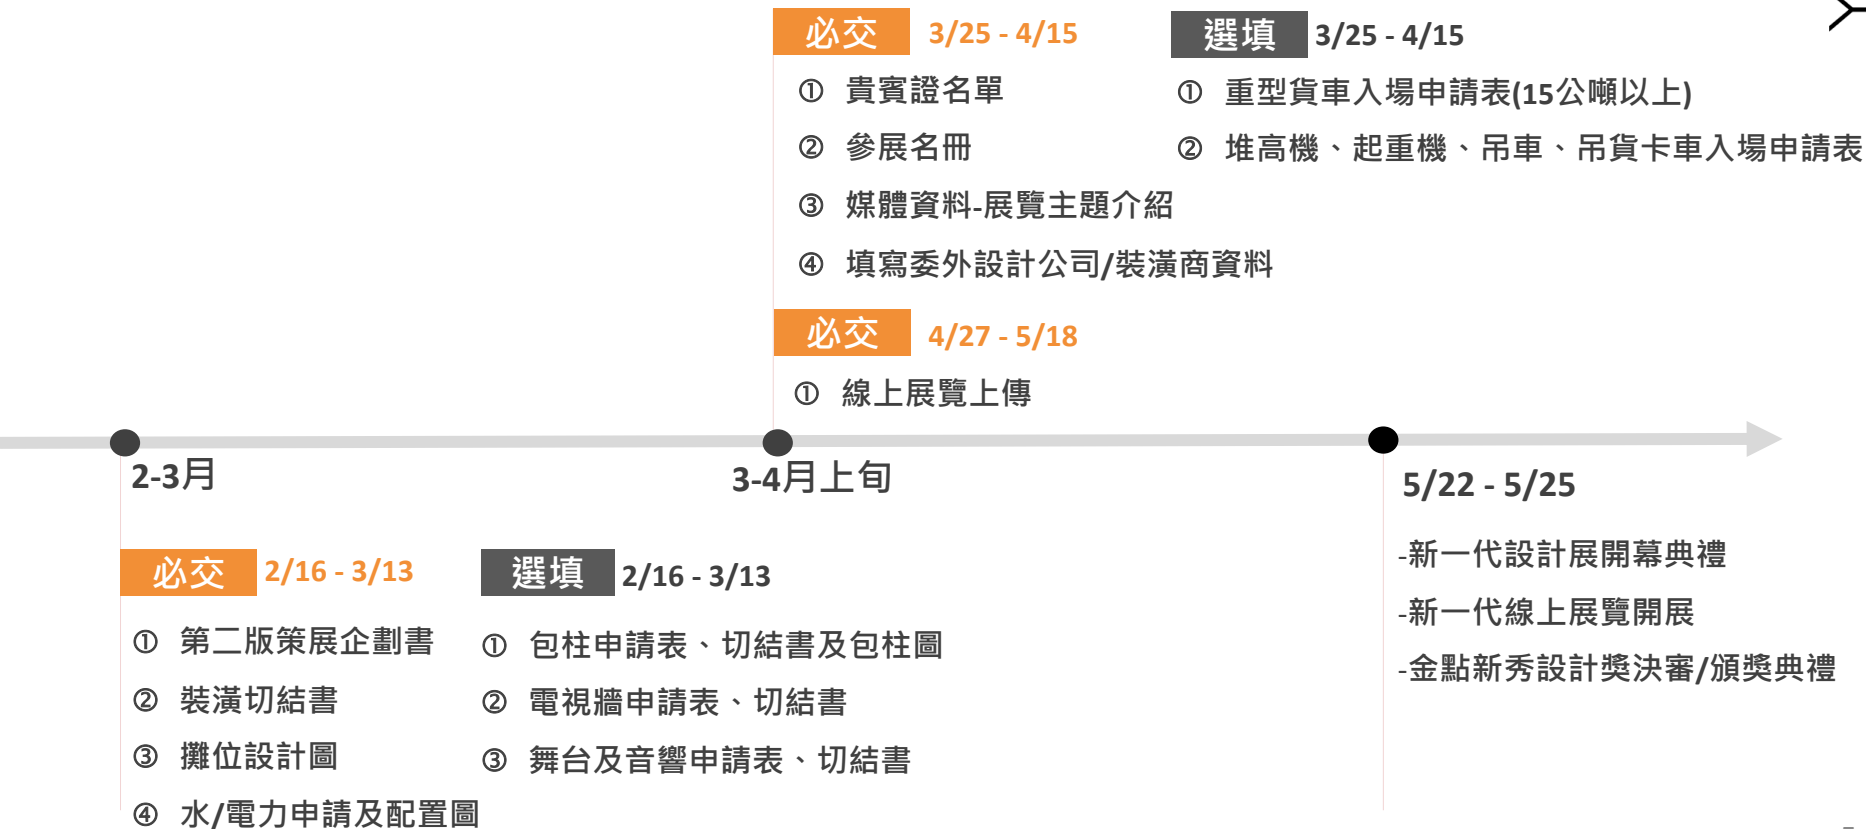 必交 3/25 - 4/15
① 貴賓證名單
② 參展名冊
③ 媒體資料-展覽主題介紹
④ 填寫委外設計公司/裝潢商資料
選填 3/25 - 4/15
① 重型貨車入場申請表(15公噸以上)
② 堆高機、起重機、吊車、吊貨卡車入場申請表
必交 4/27 - 5/18
① 線上展覽上傳
2-3月
3-4月上旬
5/22 - 5/25
必交 2/16 - 3/13
① 第二版策展企劃書
② 裝潢切結書
③ 攤位設計圖
④ 水/電力申請及配置圖
選填 2/16 - 3/13
① 包柱申請表、切結書及包柱圖
② 電視牆申請表、切結書
③ 舞台及音響申請表、切結書
-新一代設計展開幕典禮
-新一代線上展覽開展
-金點新秀設計獎決審/頒獎典禮